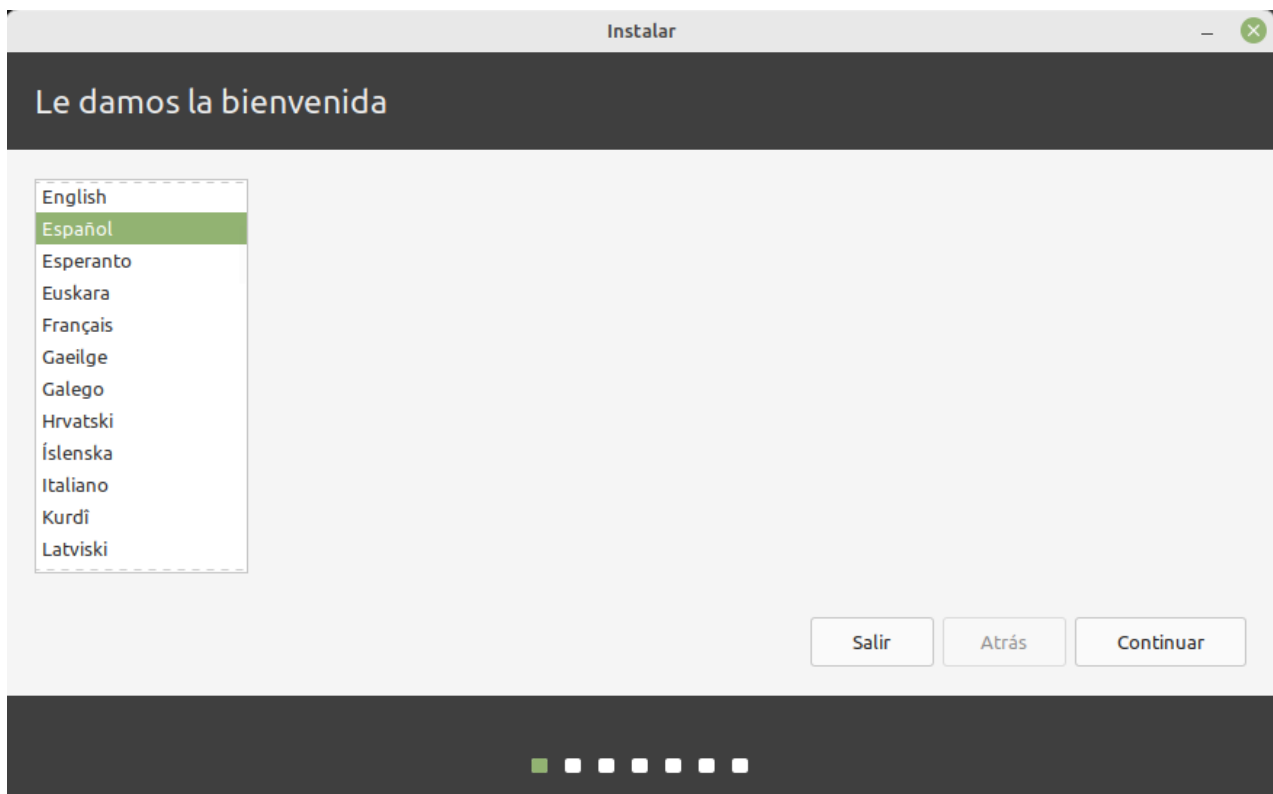 Instalar
Le damos la bienvenida
English
Español
Esperanto
Euskara
Français
Gaeilge
Galego
Hrvatski
Íslenska
Italiano
Kurdî
Latviski
Salir Atrás Continuar